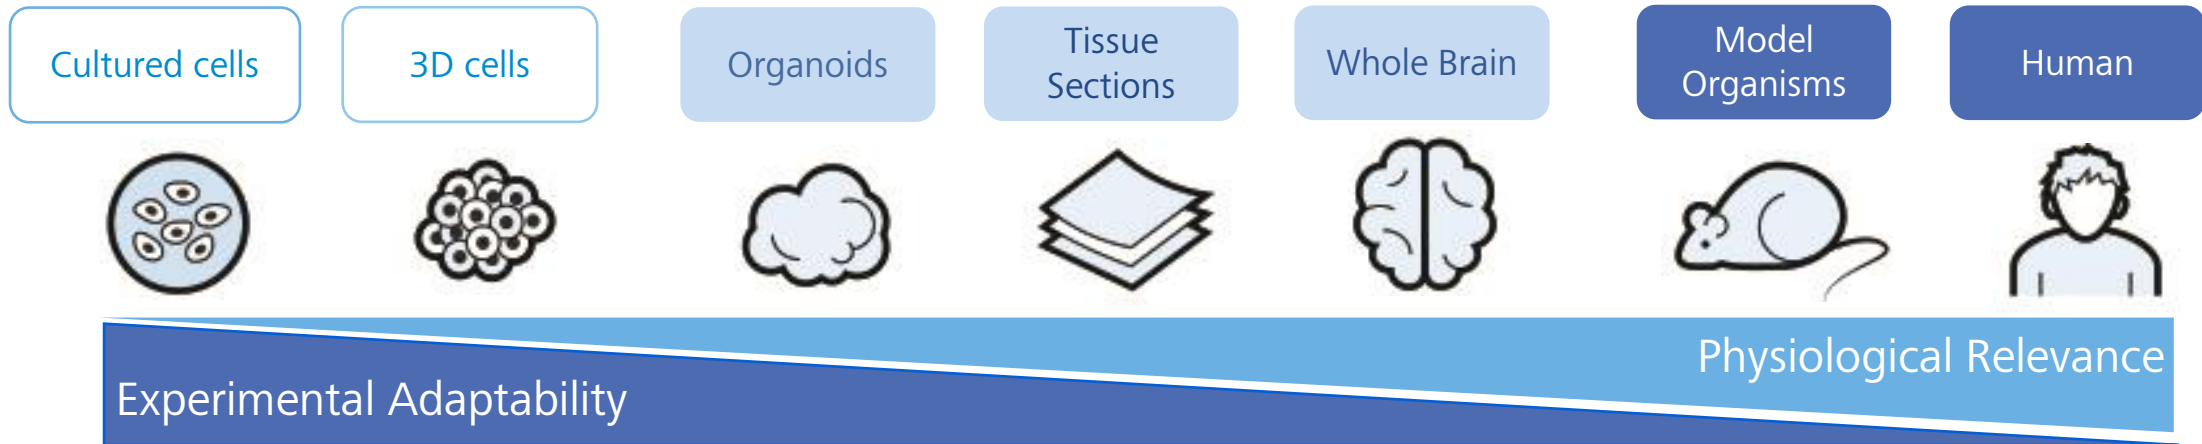 Cultured cells
3D cells
Organoids
Tissue
Sections
Whole Brain
Model
Organisms
Human
Physiological Relevance
Experimental Adaptability